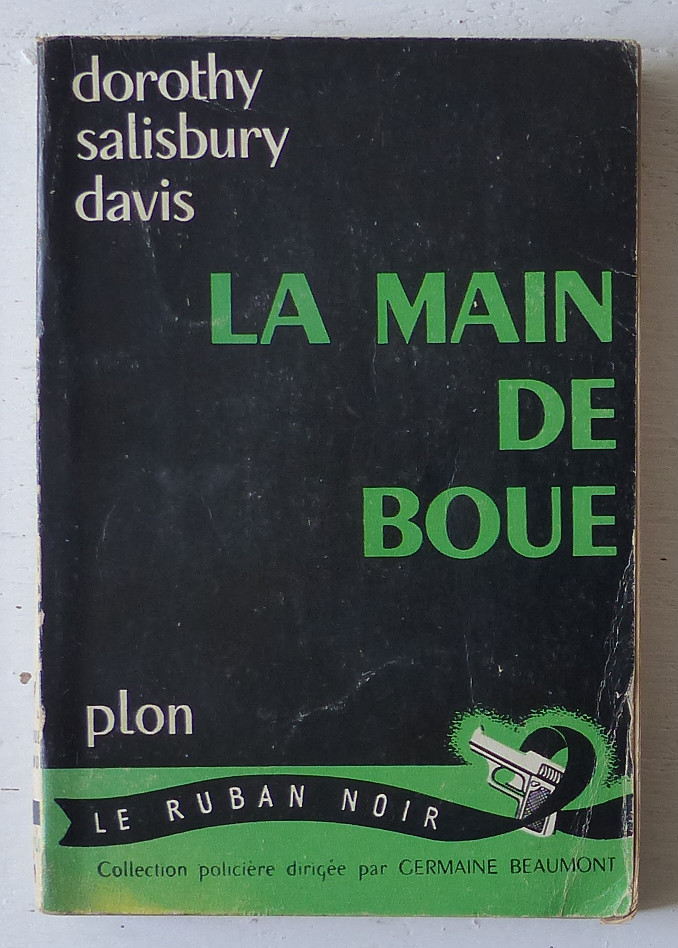 dorothy
salisbury
davis
LA MAIN
DE
BOUE
plon
LE RUBAN NOIR
Collection policière dirigée par GERMAINE BEAUMONT